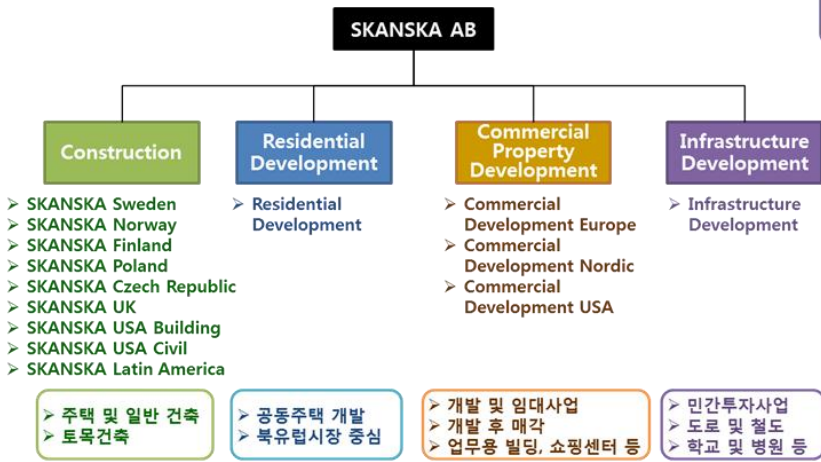 SKANSKA AB
Construction
Residential
Development
Commercial
Property
Development
Infrastructure
Development
➢ SKANSKA Sweden
➢ SKANSKA Norway
➢ SKANSKA Finland
➢ SKANSKA Poland
➢ SKANSKA Czech Republic
➢ SKANSKA UK
➢ SKANSKA USA Building
➢ SKANSKA USA Civil
➢ SKANSKA Latin America
➢ Residential
Development
➢ Commercial
Development Europe
➢ Commercial
Development Nordic
➢ Commercial
Development USA
➢ Infrastructure
Development
➢ 주택 및 일반 건축
➢ 토목건축
➢ 공동주택 개발
➢ 북유럽시장 중심
➢ 개발 및 임대사업
➢ 개발 후 매각
➢ 업무용 빌딩, 쇼핑센터 등
➢ 민간투자사업
➢ 도로 및 철도
➢ 학교 및 병원 등